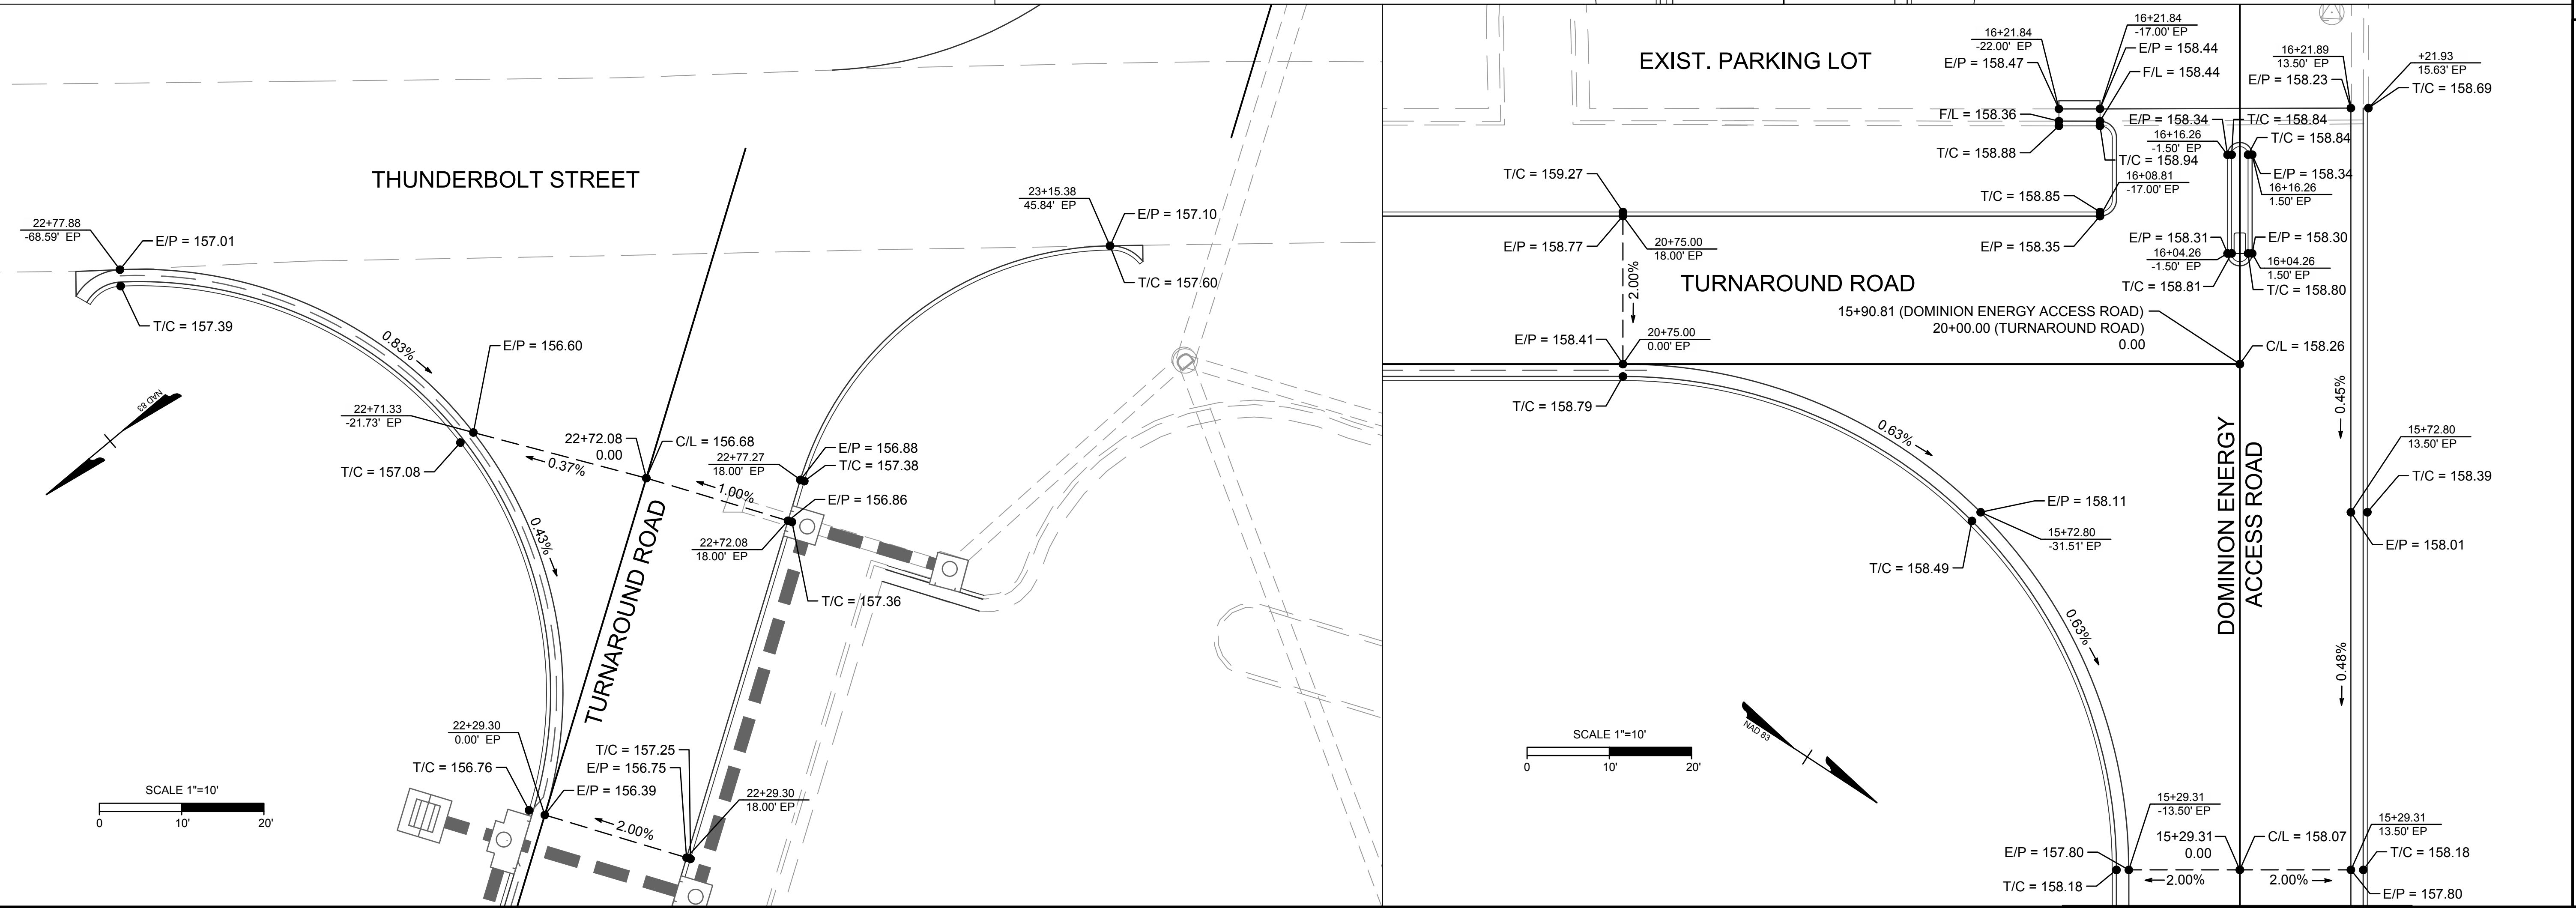 THUNDERBOLT STREET
22+77.88
-68.59' EP
E/P = 157.01
T/C = 157.39
0.83%
E/P = 156.60
22+71.33
-21.73' EP
T/C = 157.08
0.43%
0.37%
22+72.08
0.00
C/L = 156.68
23+15.38
45.84' EP
E/P = 157.10
T/C = 157.60
22+77.27
18.00' EP
E/P = 156.88
T/C = 157.38
1.00%
E/P = 156.86
22+72.08
18.00' EP
T/C = 157.36
NAD 83
TURNAROUND ROAD
22+29.30
0.00' EP
T/C = 156.76
E/P = 156.39
T/C = 157.25
E/P = 156.75
22+29.30
18.00' EP
2.00%
SCALE 1"=10'
0 10' 20'
EXIST. PARKING LOT
16+21.84
-22.00' EP
E/P = 158.47
16+21.84
-17.00' EP
E/P = 158.44
F/L = 158.44
16+21.89
13.50' EP
E/P = 158.23
+21.93
15.63' EP
T/C = 158.69
F/L = 158.36
T/C = 158.88
E/P = 158.34
T/C = 158.84
16+16.26
-1.50' EP
T/C = 158.84
T/C = 158.94
E/P = 158.34
16+16.26
1.50' EP
T/C = 159.27
16+08.81
-17.00' EP
T/C = 158.85
E/P = 158.77
20+75.00
18.00' EP
E/P = 158.35
E/P = 158.31
16+04.26
-1.50' EP
T/C = 158.81
E/P = 158.30
16+04.26
1.50' EP
T/C = 158.80
2.00%
TURNAROUND ROAD
15+90.81 (DOMINION ENERGY ACCESS ROAD)
20+00.00 (TURNAROUND ROAD)
0.00
C/L = 158.26
E/P = 158.41
20+75.00
0.00' EP
T/C = 158.79
0.63%
0.45%
15+72.80
13.50' EP
T/C = 158.39
E/P = 158.01
E/P = 158.11
15+72.80
-31.51' EP
T/C = 158.49
DOMINION ENERGY
ACCESS ROAD
0.63%
0.48%
NAD 83
SCALE 1"=10'
0 10' 20'
15+29.31
-13.50' EP
E/P = 157.80
T/C = 158.18
15+29.31
0.00
C/L = 158.07
15+29.31
13.50' EP
T/C = 158.18
E/P = 157.80
2.00%
2.00%